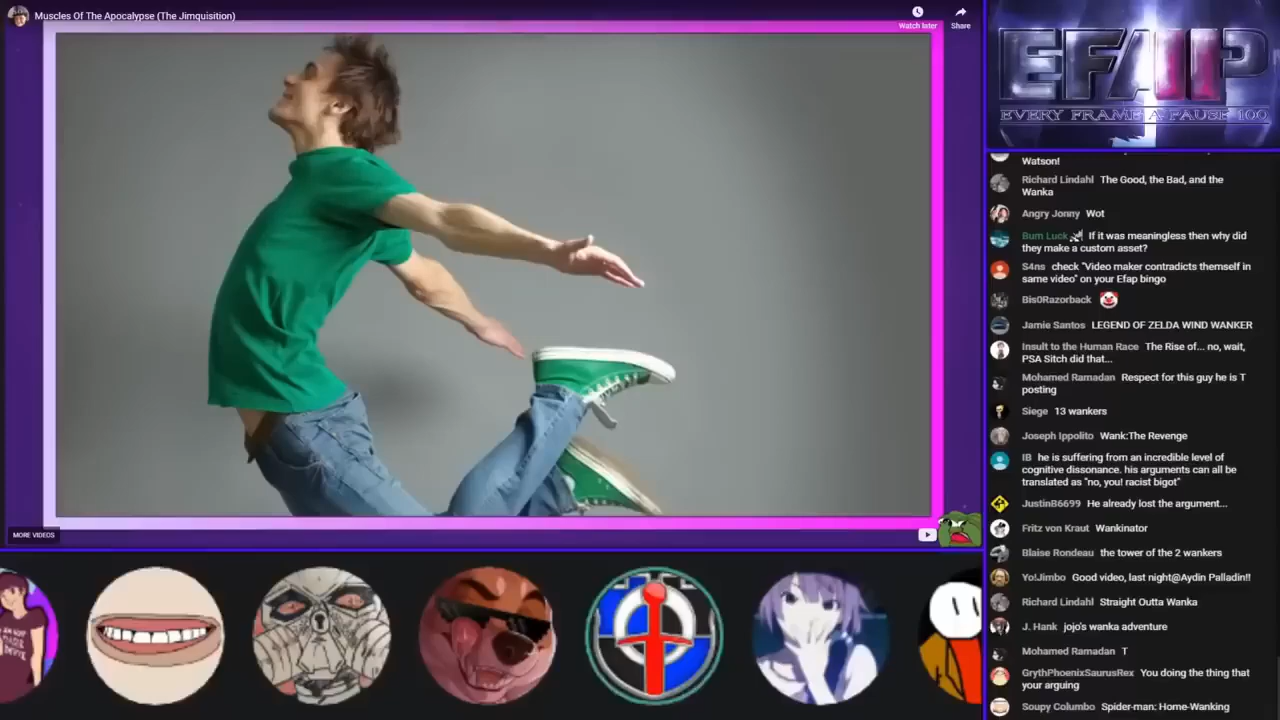 Muscles Of The Apocalypse (The Jimquisition)
Watch later
Share
MORE VIDEOS
EFAP
EVERY FRAME A PAUSE 100
Watson!
Richard Lindahl The Good, the Bad, and the
Wanka
Angry Jonny Wot
Bum Luck If it was meaningless then why did
they make a custom asset?
S4ns check "Video maker contradicts themself in
same video" on your Efap bingo
Bis0Razorback
Jamie Santos LEGEND OF ZELDA WIND WANKER
Insult to the Human Race The Rise of... no, wait,
PSA Sitch did that...
Mohamed Ramadan Respect for this guy he is T
posting
Siege 13 wankers
Joseph Ippolito Wank:The Revenge
IB he is suffering from an incredible level of
cognitive dissonance. his arguments can all be
translated as "no, you! racist bigot"
JustinB6699 He already lost the argument...
Fritz von Kraut Wankinator
Blaise Rondeau the tower of the 2 wankers
Yo!Jimbo Good video, last night@Aydin Palladin!!
Richard Lindahl Straight Outta Wanka
J. Hank jojo's wanka adventure
Mohamed Ramadan T
GrythPhoenixSaurusRex You doing the thing that
your arguing
Soupy Columbo Spider-man: Home-Wanking